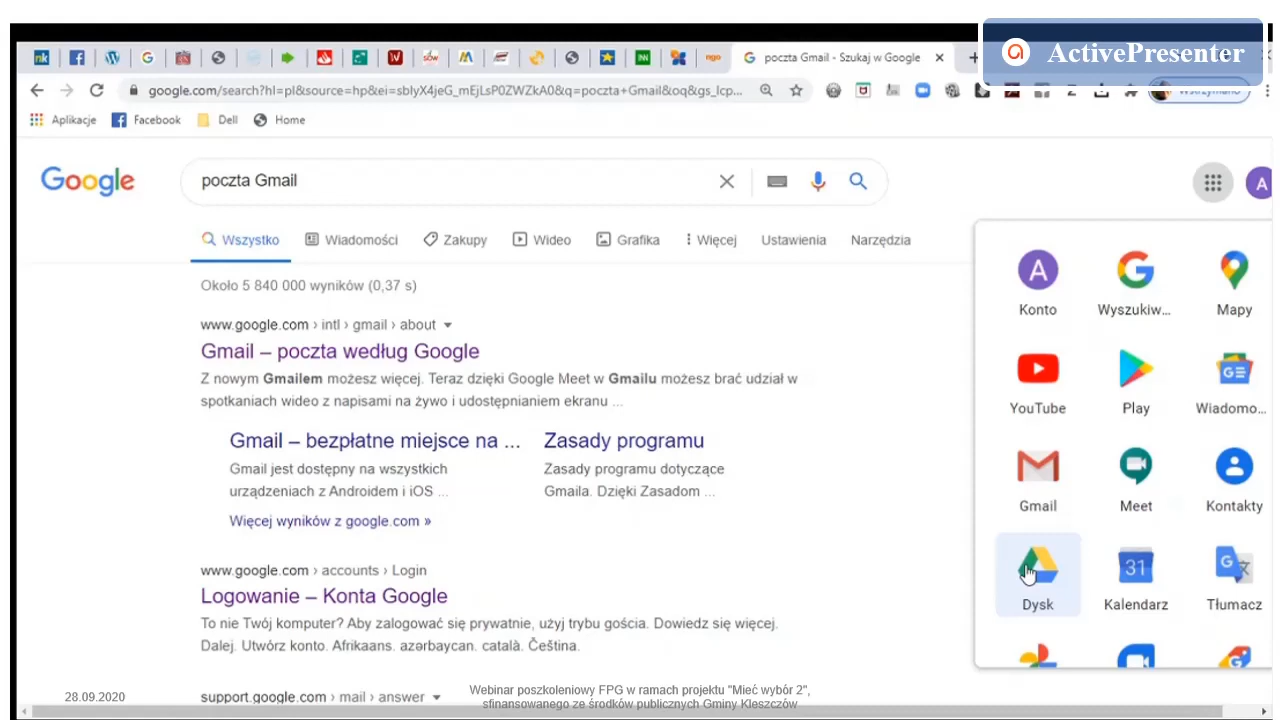 ActivePresenter
poczta Gmail - Szukaj w Google
google.com/search?hl=pl&source=hp&ei=sbIyX4jeG_mEjLsP0ZWZkA0&q=poczta+Gmail&oq&gs_lcp...
Wstrzymano
Aplikacje Facebook Dell Home
Google
poczta Gmail
A
Wszystko Wiadomości Zakupy Wideo Grafika Więcej Ustawienia Narzędzia
Około 5 840 000 wyników (0,37 s)
www.google.com › intl › gmail › about
Gmail – poczta według Google
Z nowym Gmailem możesz więcej. Teraz dzięki Google Meet w Gmailu możesz brać udział w
spotkaniach wideo z napisami na żywo i udostępnianiem ekranu ...
Gmail – bezpłatne miejsce na ...
Gmail jest dostępny na wszystkich
urządzeniach z Androidem i iOS ...
Zasady programu
Zasady programu dotyczące
Gmaila. Dzięki Zasadom ...
Więcej wyników z google.com »
www.google.com › accounts › Login
Logowanie – Konta Google
To nie Twój komputer? Aby zalogować się prywatnie, użyj trybu gościa. Dowiedz się więcej.
Dalej. Utwórz konto. Afrikaans. azərbaycan. català. Čeština.
support.google.com › mail › answer
A
Konto Wyszukiw... Mapy
YouTube Play Wiadomo...
Gmail Meet Kontakty
31
Dysk Kalendarz Tłumacz
28.09.2020
Webinar poszkoleniowy FPG w ramach projektu "Mieć wybór 2",
sfinansowanego ze środków publicznych Gminy Kleszczów